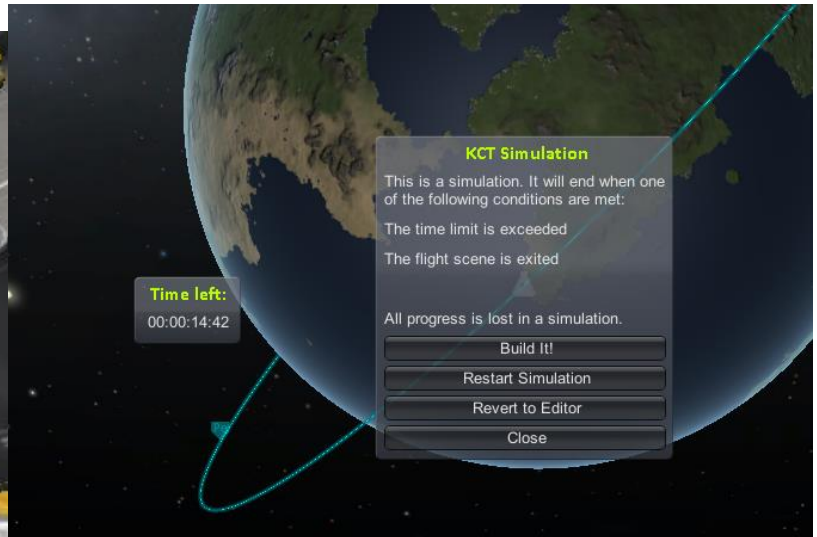 KCT Simulation
This is a simulation. It will end when one
of the following conditions are met:
The time limit is exceeded
The flight scene is exited
Time left:
00:00:14:42
All progress is lost in a simulation.
Build It!
Restart Simulation
Revert to Editor
Close